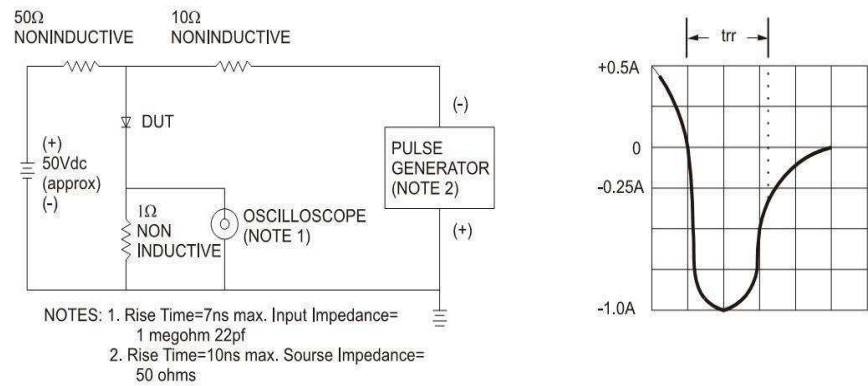 50Ω
NONINDUCTIVE
10Ω
NONINDUCTIVE
DUT
(+)
50Vdc
(approx)
(-)
1Ω
NON
INDUCTIVE
OSCILLOSCOPE
(NOTE 1)
(-)
PULSE
GENERATOR
(NOTE 2)
(+)
NOTES: 1. Rise Time=7ns max. Input Impedance=
1 megohm 22pf
2. Rise Time=10ns max. Sourse Impedance=
50 ohms
trr
+0.5A
0
-0.25A
-1.0A